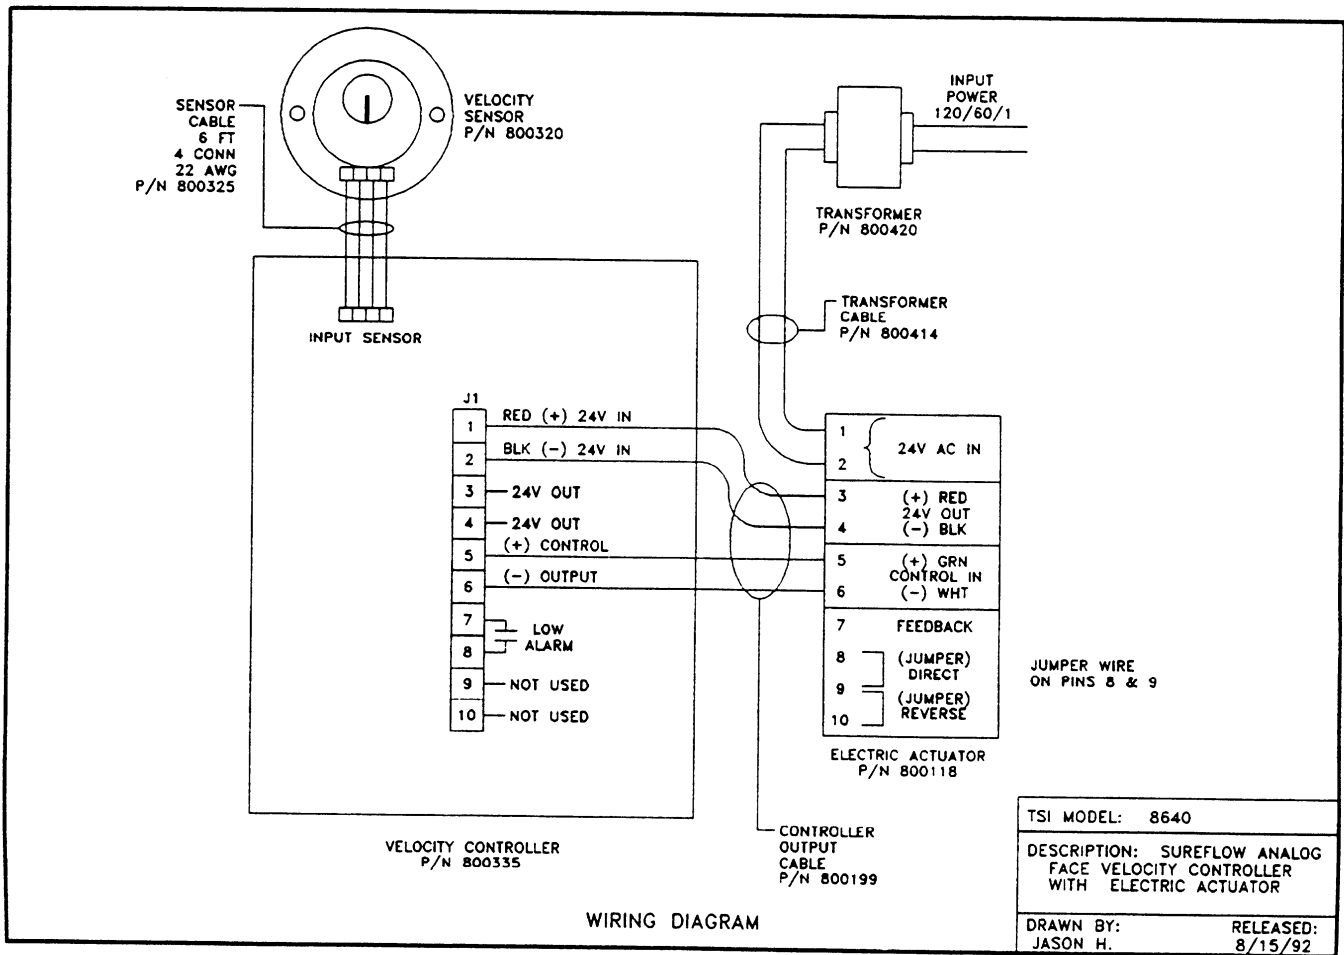 SENSOR
CABLE
6 FT
4 CONN
22 AWG
P/N 800325
VELOCITY
SENSOR
P/N 800320
INPUT
POWER
120/60/1
TRANSFORMER
P/N 800420
TRANSFORMER
CABLE
P/N 800414
INPUT SENSOR
J1
1 RED (+) 24V IN
2 BLK (-) 24V IN
3 24V OUT
4 24V OUT
5 (+) CONTROL
6 (-) OUTPUT
7
8
LOW
ALARM
9 NOT USED
10 NOT USED
1
2
24V AC IN
3 (+) RED
24V OUT
4 (-) BLK
5 (+) GRN
CONTROL IN
6 (-) WHT
7 FEEDBACK
8 (JUMPER)
DIRECT
9 (JUMPER)
10 REVERSE
JUMPER WIRE
ON PINS 8 & 9
ELECTRIC ACTUATOR
P/N 800118
VELOCITY CONTROLLER
P/N 800335
CONTROLLER
OUTPUT
CABLE
P/N 800199
WIRING DIAGRAM
TSI MODEL: 8640
DESCRIPTION: SUREFLOW ANALOG
FACE VELOCITY CONTROLLER
WITH ELECTRIC ACTUATOR
DRAWN BY: RELEASED:
JASON H. 8/15/92